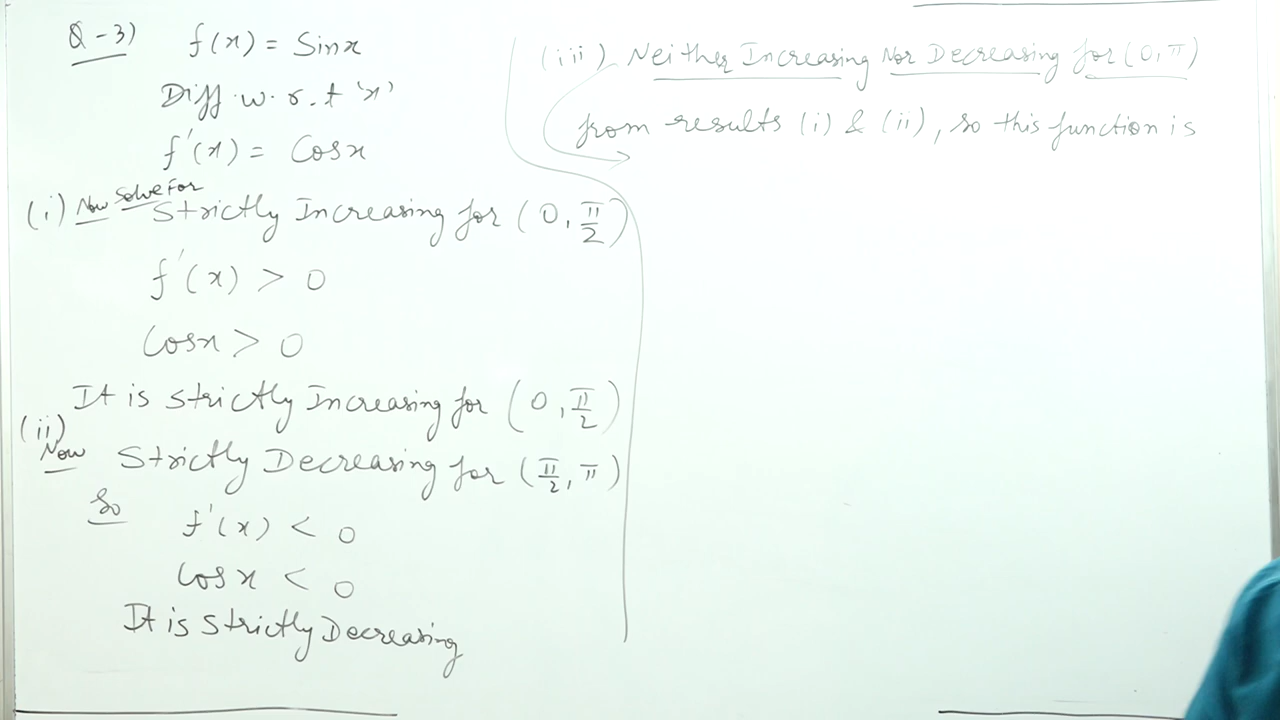 Q-3) f(x) = Sinx
Diff. w. r. t 'x'
f'(x) = Cosx
(i) Now Solve For Strictly Increasing for (0, π/2)
f'(x) > 0
Cosx > 0
It is strictly Increasing for (0, π/2)
(ii) Now Strictly Decreasing for (π/2, π)
So f'(x) < 0
Cosx < 0
It is Strictly Decreasing
(iii) Neither Increasing Nor Decreasing for (0, π)
from results (i) & (ii), so this function is